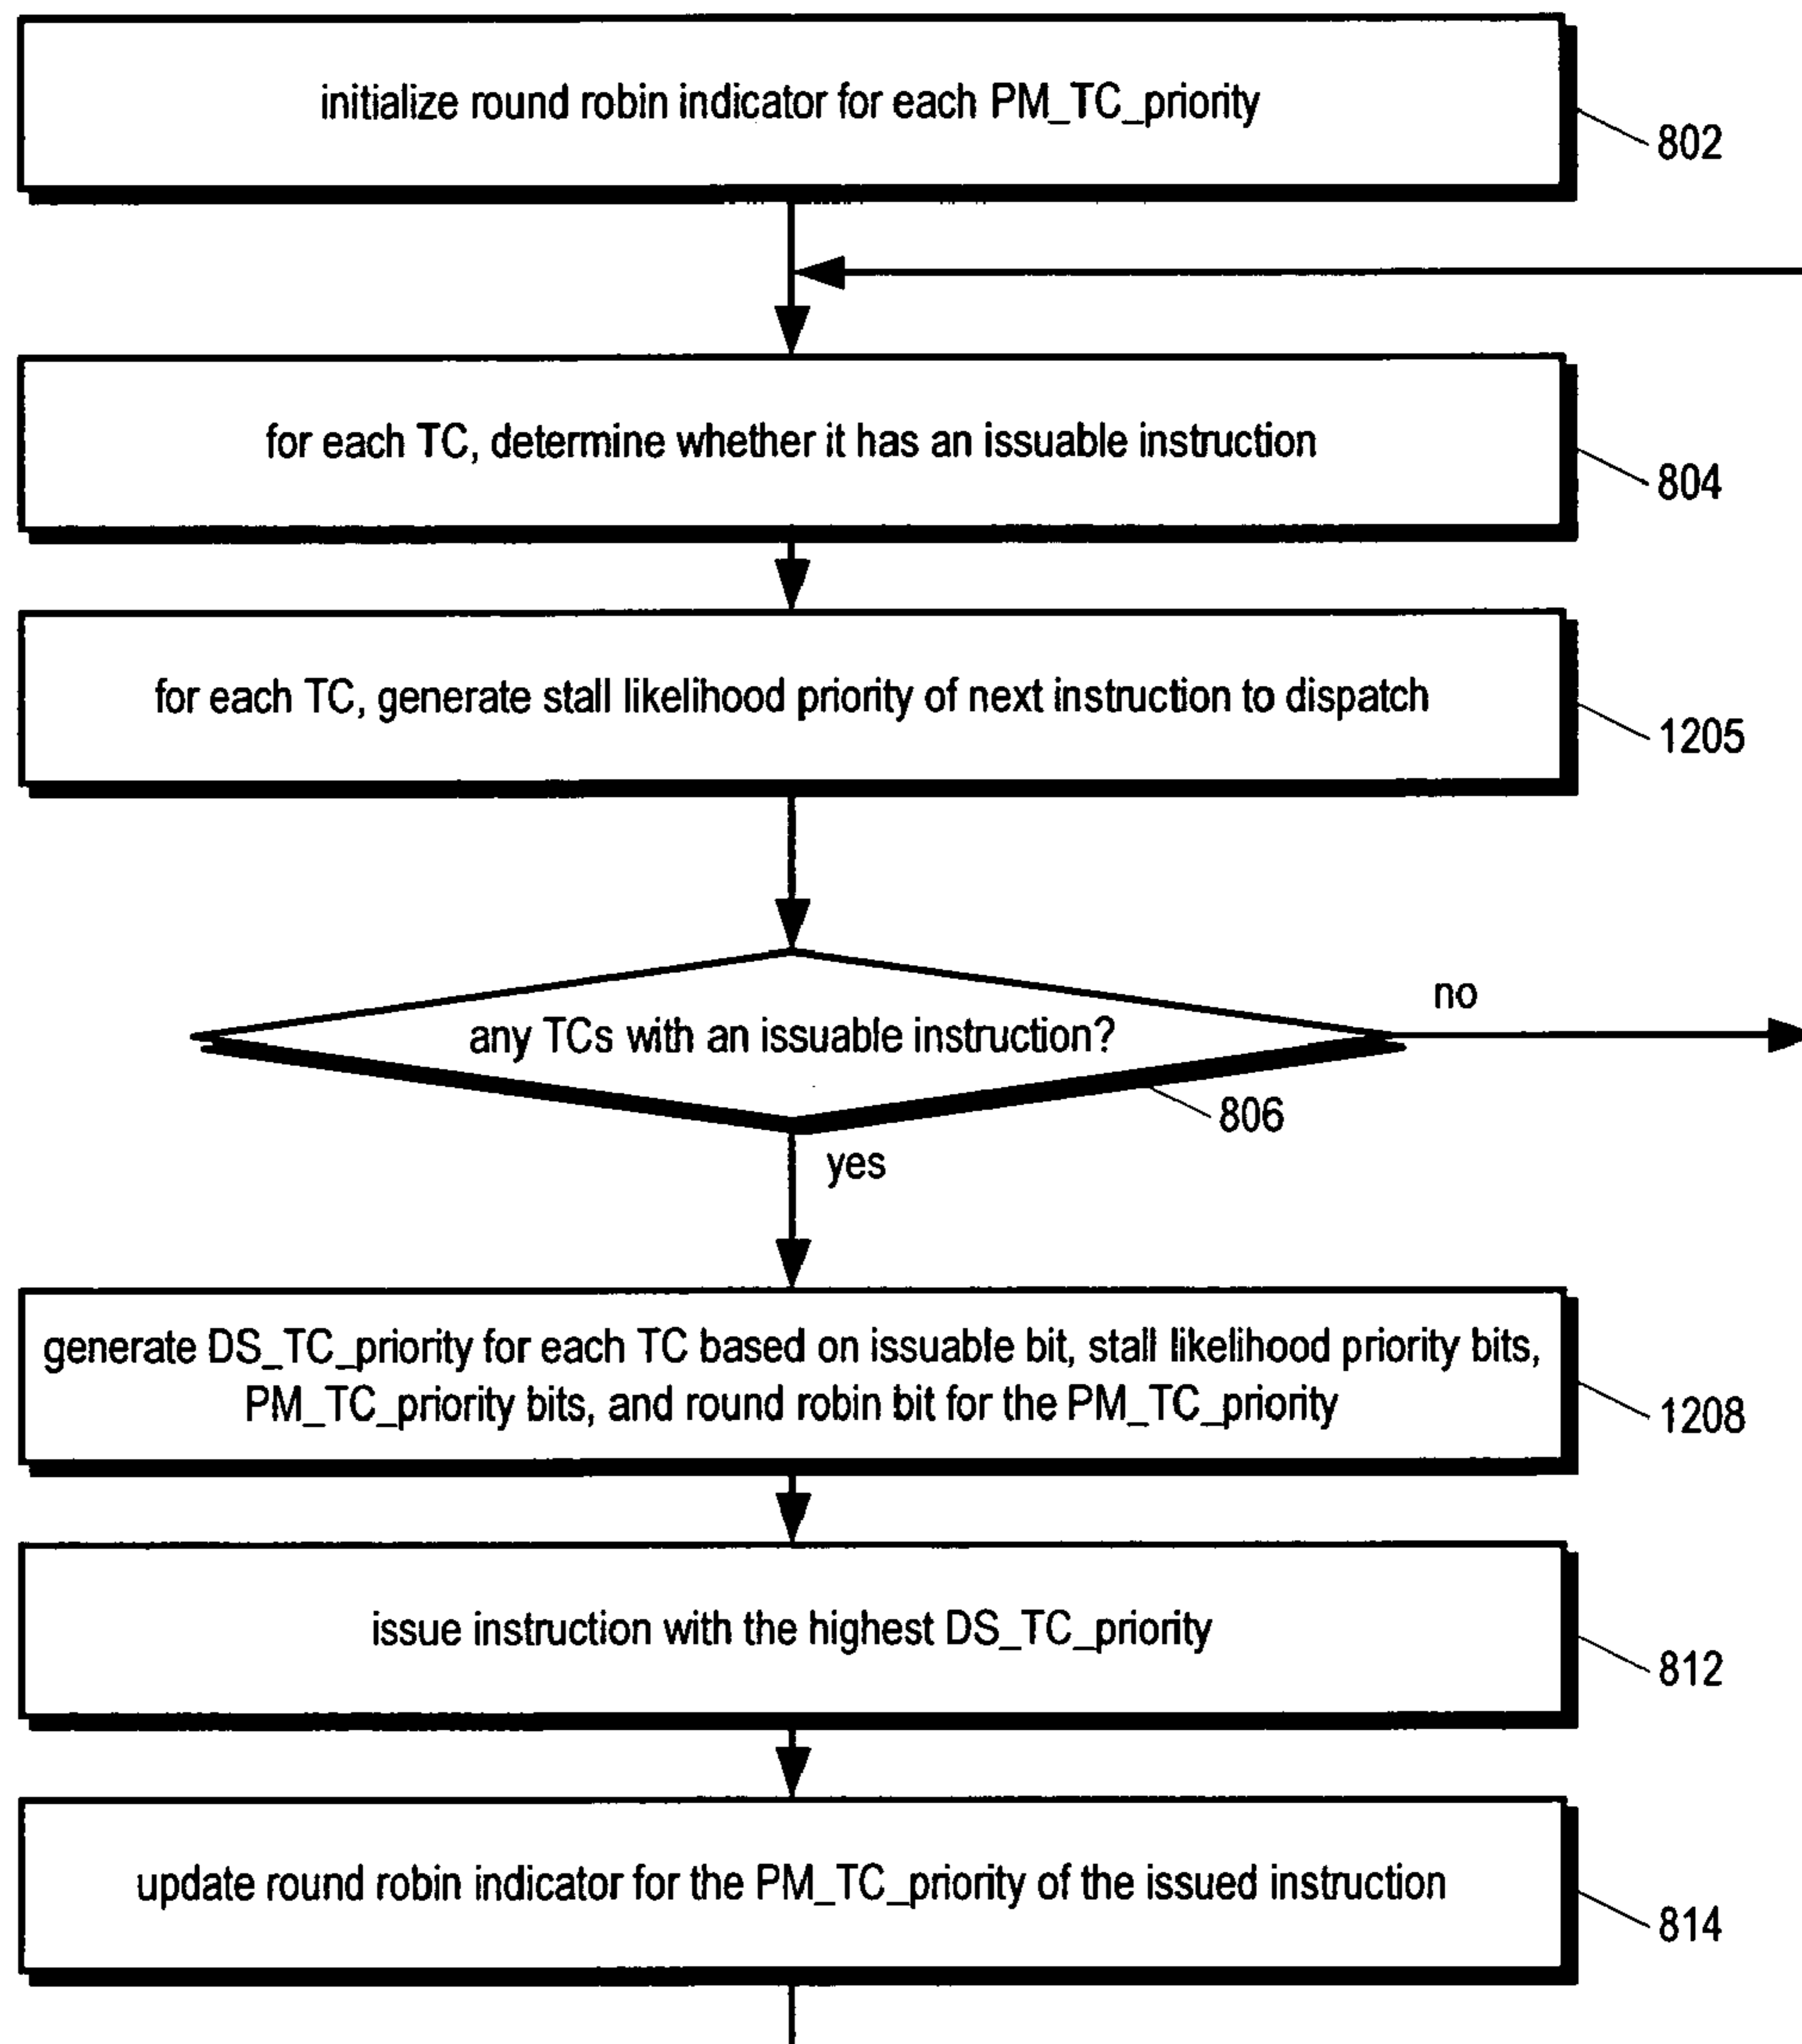 initialize round robin indicator for each PM_TC_priority
802
for each TC, determine whether it has an issuable instruction
804
for each TC, generate stall likelihood priority of next instruction to dispatch
1205
no
any TCs with an issuable instruction?
806
yes
generate DS_TC_priority for each TC based on issuable bit, stall likelihood priority bits,
PM_TC_priority bits, and round robin bit for the PM_TC_priority
1208
issue instruction with the highest DS_TC_priority
812
update round robin indicator for the PM_TC_priority of the issued instruction
814